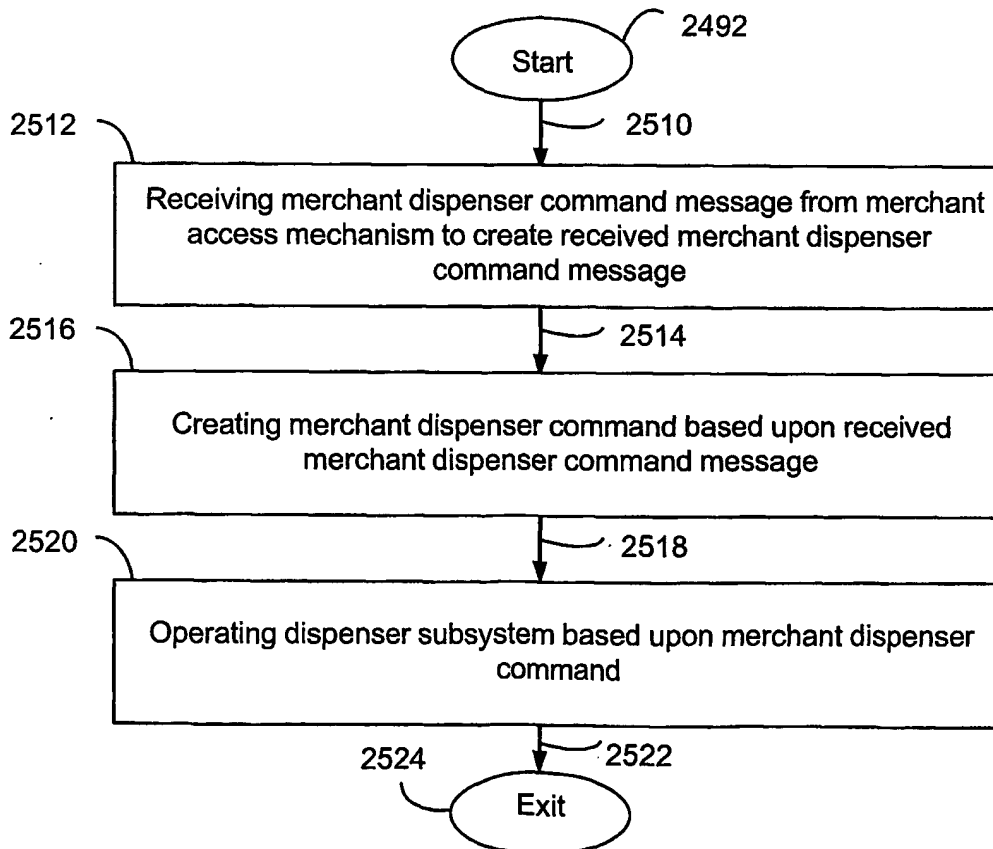 2492
Start
2510
2512
Receiving merchant dispenser command message from merchant
access mechanism to create received merchant dispenser
command message
2514
2516
Creating merchant dispenser command based upon received
merchant dispenser command message
2518
2520
Operating dispenser subsystem based upon merchant dispenser
command
2522
2524
Exit